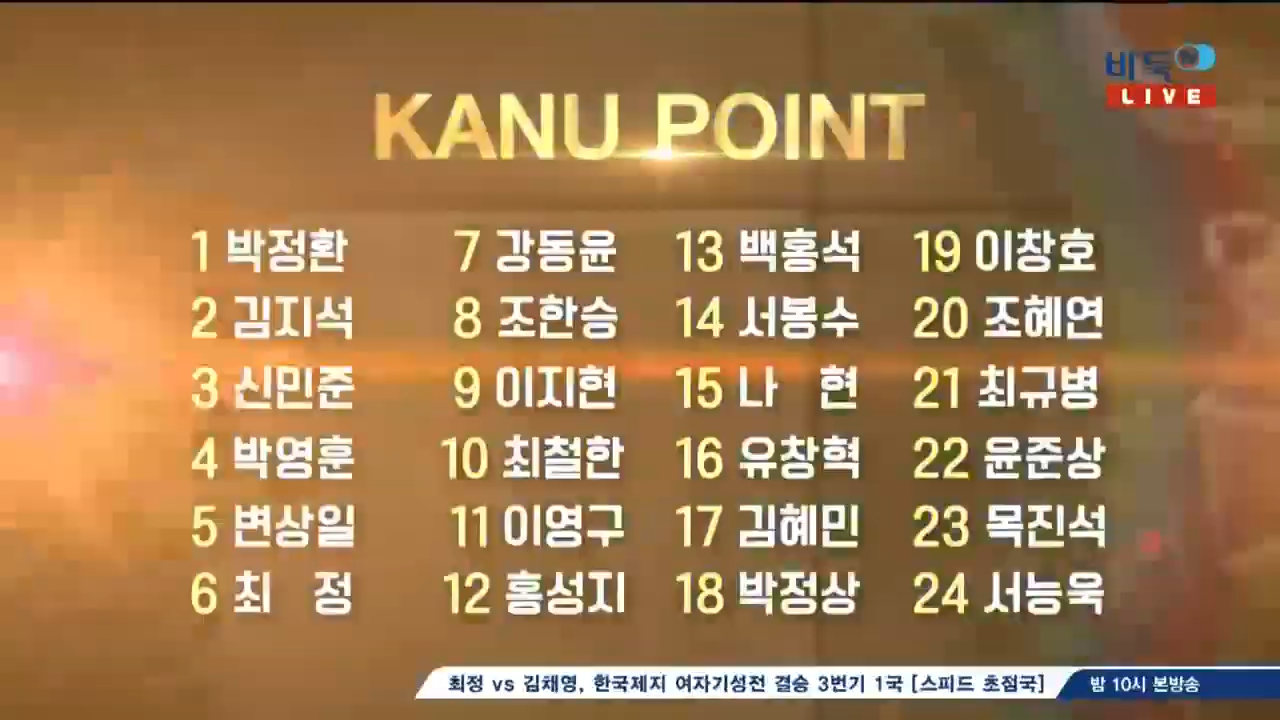 바둑TV
LIVE
KANU POINT
1 박정환
2 김지석
3 신민준
4 박영훈
5 변상일
6 최 정
7 강동윤
8 조한승
9 이지현
10 최철한
11 이영구
12 홍성지
13 백홍석
14 서봉수
15 나 현
16 유창혁
17 김혜민
18 박정상
19 이창호
20 조혜연
21 최규병
22 윤준상
23 목진석
24 서능욱
최정 vs 김채영, 한국제지 여자기성전 결승 3번기 1국 [스피드 초점국] 밤 10시 본방송